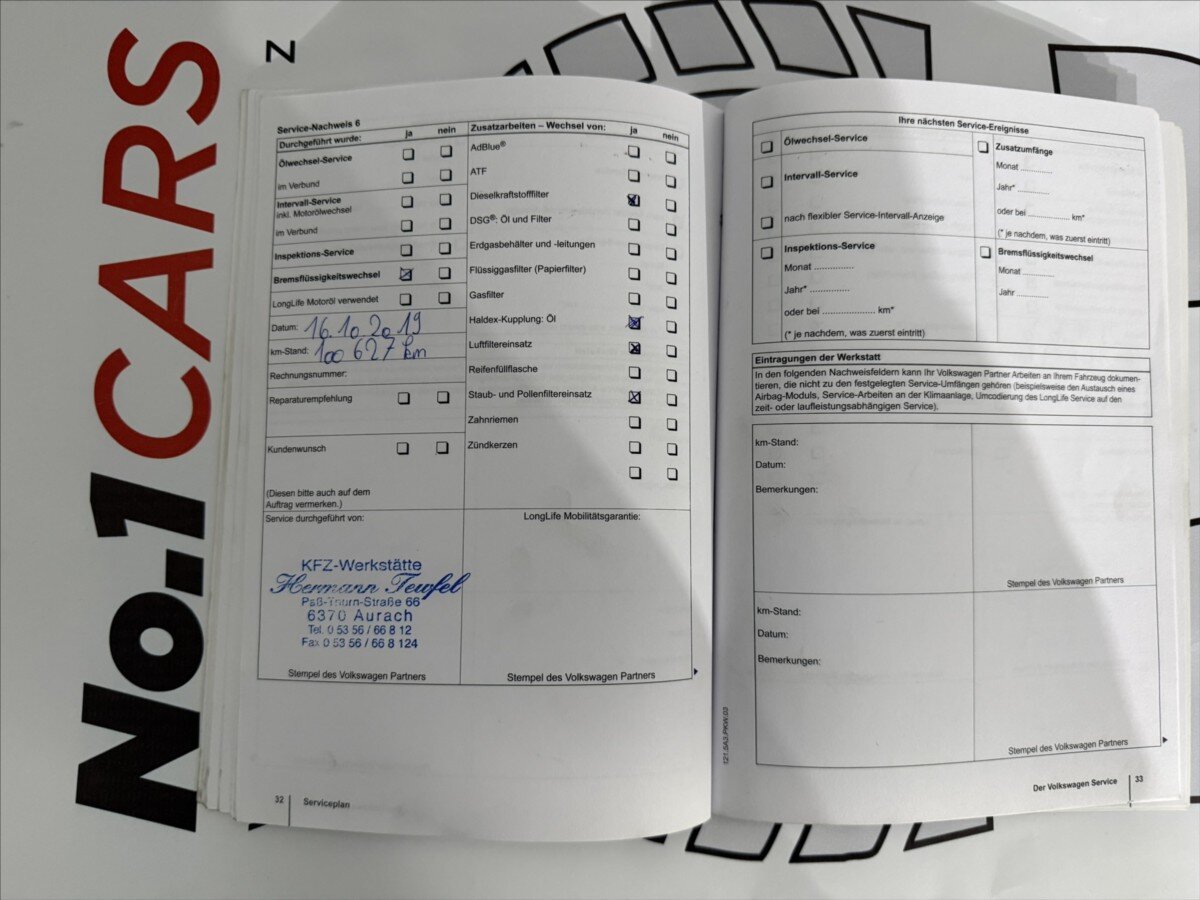 No.1 CARS
N
Service-Nachweis 6
Durchgeführt wurde: ja nein
Ölwechsel-Service
im Verbund
Intervall-Service
inkl. Motorölwechsel
im Verbund
Inspektions-Service
Bremsflüssigkeitswechsel
LongLife Motoröl verwendet
Datum: 16.10.2019
km-Stand: 100 627 km
Rechnungsnummer:
Reparaturempfehlung
Kundenwunsch
(Diesen bitte auch auf dem
Auftrag vermerken.)
Service durchgeführt von:
KFZ-Werkstätte
Hermann Teufel
Paß-Thurn-Straße 66
6370 Aurach
Tel. 0 53 56 / 66 8 12
Fax 0 53 56 / 66 8 124
Stempel des Volkswagen Partners
Zusatzarbeiten – Wechsel von: ja nein
AdBlue®
ATF
Dieselkraftstofffilter
DSG®: Öl und Filter
Erdgasbehälter und -leitungen
Flüssiggasfilter (Papierfilter)
Gasfilter
Haldex-Kupplung: Öl
Luftfiltereinsatz
Reifenfüllflasche
Staub- und Pollenfiltereinsatz
Zahnriemen
Zündkerzen
LongLife Mobilitätsgarantie:
Stempel des Volkswagen Partners
32 Serviceplan
Ihre nächsten Service-Ereignisse
Ölwechsel-Service
Intervall-Service
nach flexibler Service-Intervall-Anzeige
Inspektions-Service
Monat ..............
Jahr* ..............
oder bei ................... km*
(* je nachdem, was zuerst eintritt)
Zusatzumfänge
Monat ............
Jahr* ............
oder bei ................ km*
(* je nachdem, was zuerst eintritt)
Bremsflüssigkeitswechsel
Monat ............
Jahr ............
Eintragungen der Werkstatt
In den folgenden Nachweisfeldern kann Ihr Volkswagen Partner Arbeiten an Ihrem Fahrzeug dokumen-
tieren, die nicht zu den festgelegten Service-Umfängen gehören (beispielsweise den Austausch eines
Airbag-Moduls, Service-Arbeiten an der Klimaanlage, Umcodierung des LongLife Service auf den
zeit- oder laufleistungsabhängigen Service).
km-Stand:
Datum:
Bemerkungen:
Stempel des Volkswagen Partners
km-Stand:
Datum:
Bemerkungen:
Stempel des Volkswagen Partners
121.5A3.PKW.03
Der Volkswagen Service 33